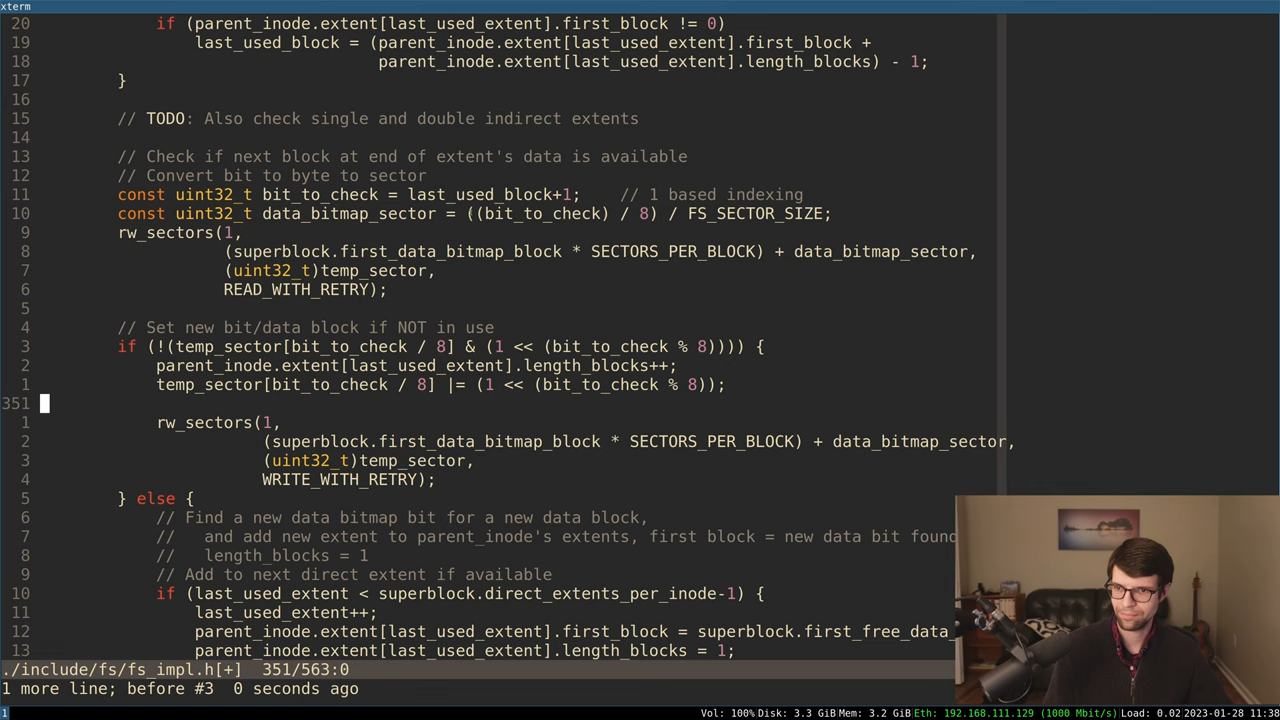 xterm
20 if (parent_inode.extent[last_used_extent].first_block != 0)
19 last_used_block = (parent_inode.extent[last_used_extent].first_block +
18 parent_inode.extent[last_used_extent].length_blocks) - 1;
17 }
16
15 // TODO: Also check single and double indirect extents
14
13 // Check if next block at end of extent's data is available
12 // Convert bit to byte to sector
11 const uint32_t bit_to_check = last_used_block+1; // 1 based indexing
10 const uint32_t data_bitmap_sector = ((bit_to_check) / 8) / FS_SECTOR_SIZE;
9 rw_sectors(1,
8 (superblock.first_data_bitmap_block * SECTORS_PER_BLOCK) + data_bitmap_sector,
7 (uint32_t)temp_sector,
6 READ_WITH_RETRY);
5
4 // Set new bit/data block if NOT in use
3 if (!(temp_sector[bit_to_check / 8] & (1 << (bit_to_check % 8)))) {
2 parent_inode.extent[last_used_extent].length_blocks++;
1 temp_sector[bit_to_check / 8] |= (1 << (bit_to_check % 8));
351
1 rw_sectors(1,
2 (superblock.first_data_bitmap_block * SECTORS_PER_BLOCK) + data_bitmap_sector,
3 (uint32_t)temp_sector,
4 WRITE_WITH_RETRY);
5 } else {
6 // Find a new data bitmap bit for a new data block,
7 // and add new extent to parent_inode's extents, first block = new data bit foun
8 // length_blocks = 1
9 // Add to next direct extent if available
10 if (last_used_extent < superblock.direct_extents_per_inode-1) {
11 last_used_extent++;
12 parent_inode.extent[last_used_extent].first_block = superblock.first_free_data_
13 parent_inode.extent[last_used_extent].length_blocks = 1;
./include/fs/fs_impl.h[+] 351/563:0
1 more line; before #3 0 seconds ago
1 Vol: 100% Disk: 3.3 GiB Mem: 3.2 GiB Eth: 192.168.111.129 (1000 Mbit/s) Load: 0.02 2023-01-28 11:38